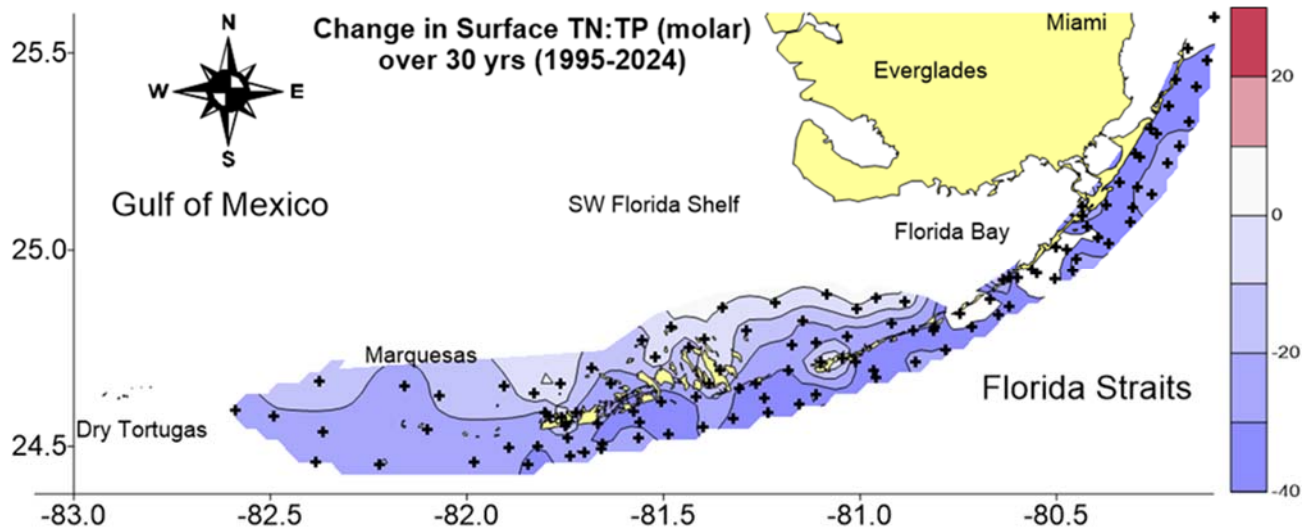 Change in Surface TN:TP (molar)
over 30 yrs (1995-2024)
N
W E
S
Miami
Everglades
Gulf of Mexico
SW Florida Shelf
Florida Bay
Marquesas
Dry Tortugas
Florida Straits
25.5
25.0
24.5
-83.0 -82.5 -82.0 -81.5 -81.0 -80.5
20
0
-20
-40